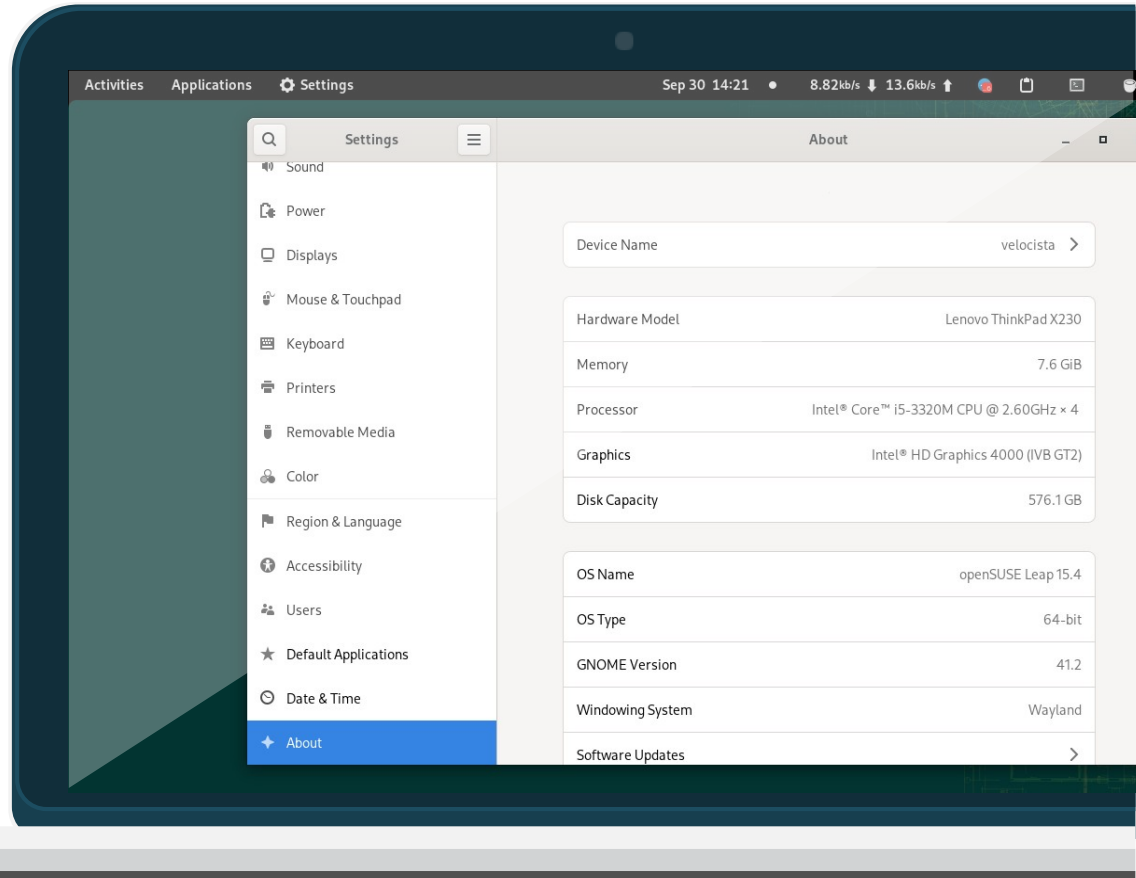 Activities Applications Settings Sep 30 14:21 8.82kb/s 13.6kb/s
Settings About
Sound
Power
Displays
Mouse & Touchpad
Keyboard
Printers
Removable Media
Color
Region & Language
Accessibility
Users
Default Applications
Date & Time
About
Device Name velocista
Hardware Model Lenovo ThinkPad X230
Memory 7.6 GiB
Processor Intel® Core™ i5-3320M CPU @ 2.60GHz × 4
Graphics Intel® HD Graphics 4000 (IVB GT2)
Disk Capacity 576.1 GB
OS Name openSUSE Leap 15.4
OS Type 64-bit
GNOME Version 41.2
Windowing System Wayland
Software Updates